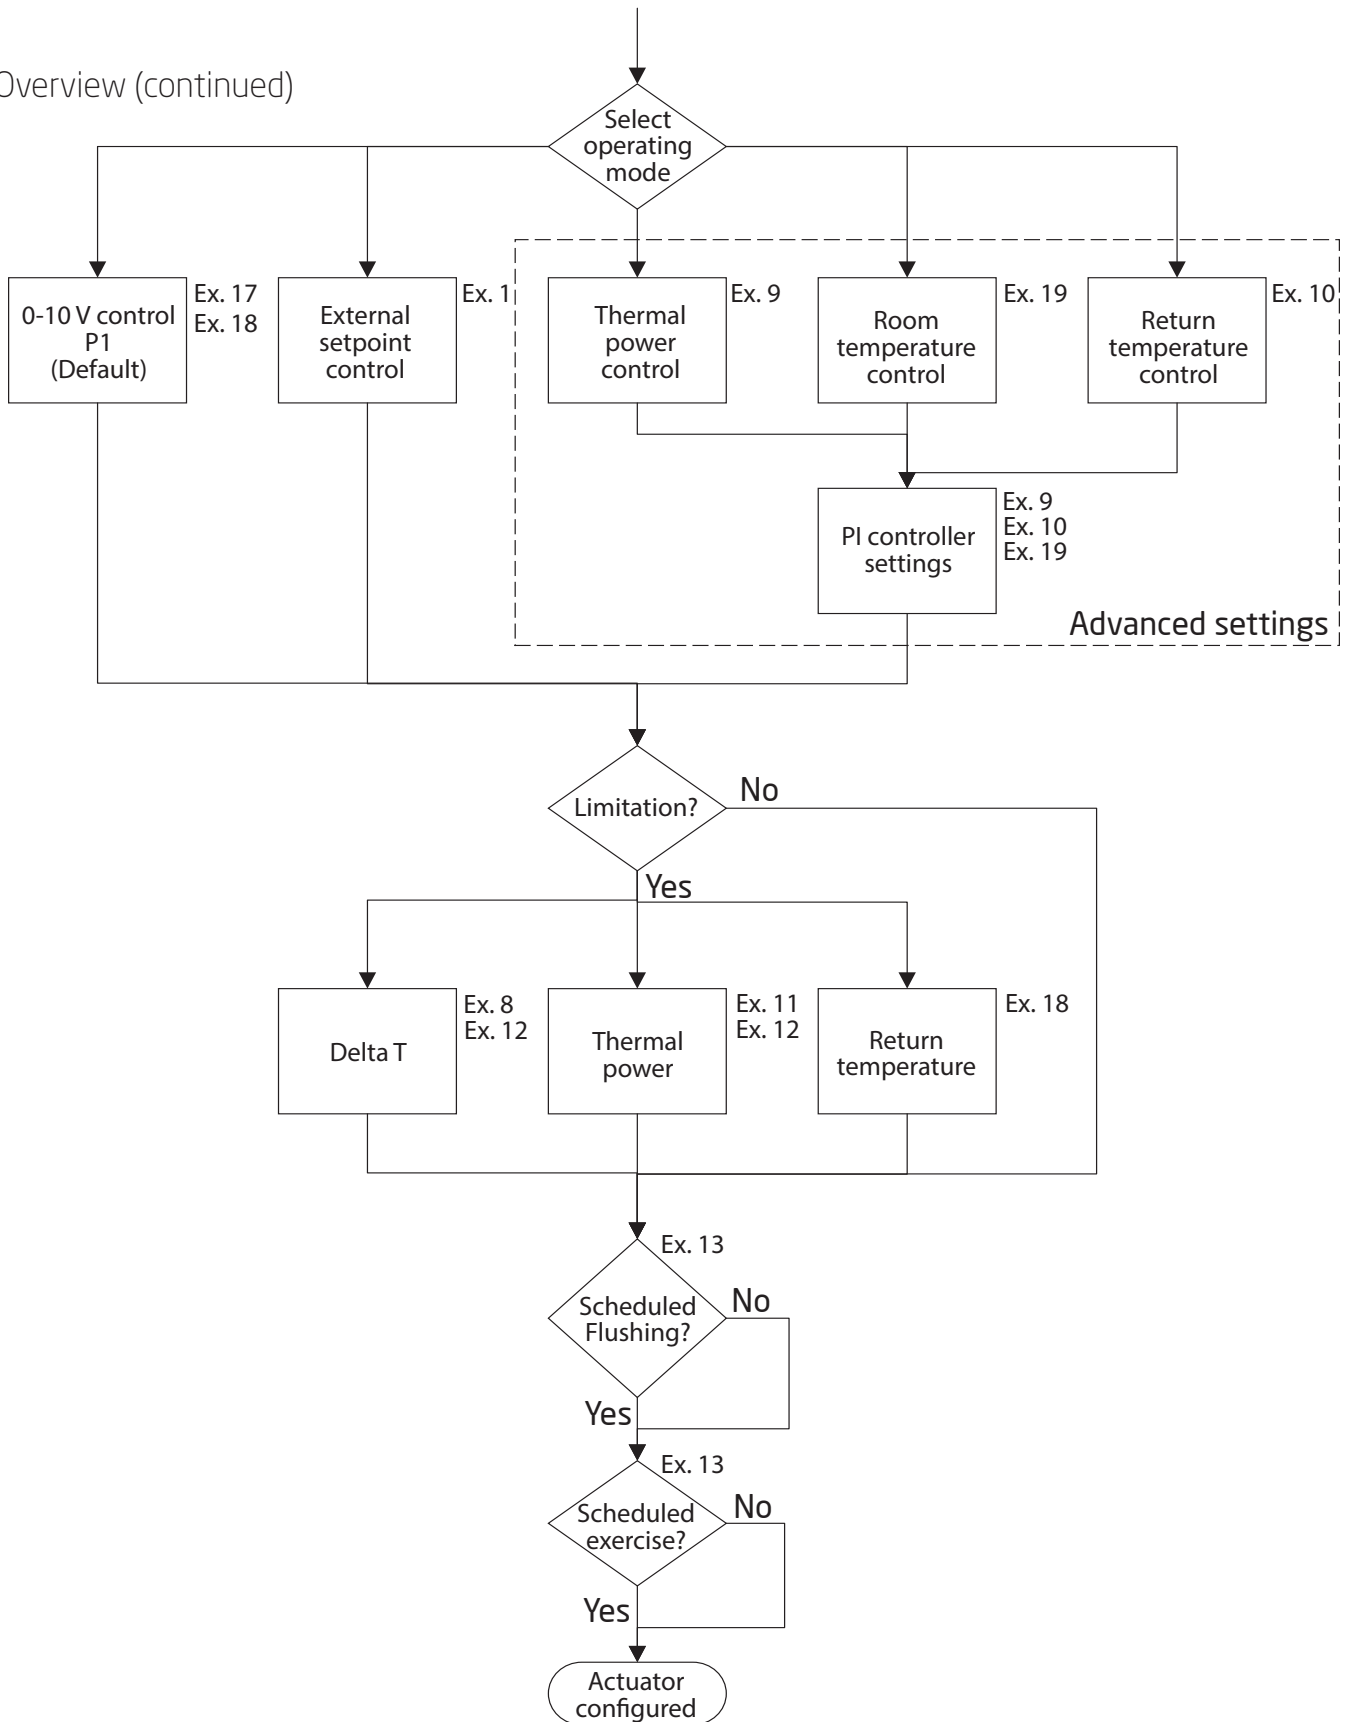 Overview (continued)
Select
operating
mode
0-10 V control
P1
(Default)
Ex. 17
Ex. 18
External
setpoint
control
Ex. 1
Thermal
power
control
Ex. 9
Room
temperature
control
Ex. 19
Return
temperature
control
Ex. 10
PI controller
settings
Ex. 9
Ex. 10
Ex. 19
Advanced settings
Limitation?
No
Yes
Delta T
Ex. 8
Ex. 12
Thermal
power
Ex. 11
Ex. 12
Return
temperature
Ex. 18
Ex. 13
Scheduled
Flushing?
No
Yes
Ex. 13
Scheduled
exercise?
No
Yes
Actuator
configured